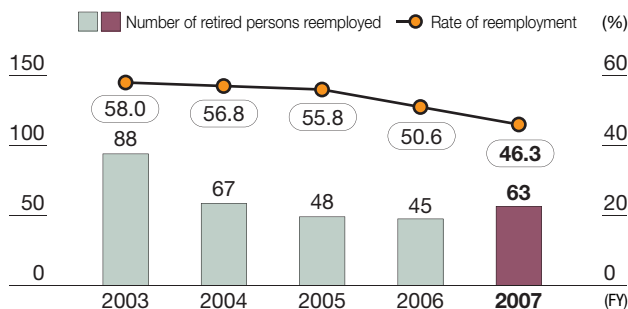 Number of retired persons reemployed Rate of reemployment (%)
150 60
58.0 56.8 55.8 50.6 46.3
100 40
88 67 48 45 63
50 20
0 0
2003 2004 2005 2006 2007 (FY)